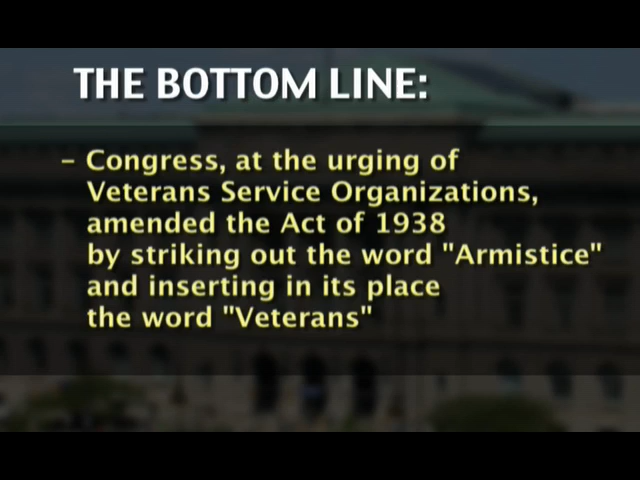 THE BOTTOM LINE:
– Congress, at the urging of
Veterans Service Organizations,
amended the Act of 1938
by striking out the word "Armistice"
and inserting in its place
the word "Veterans"